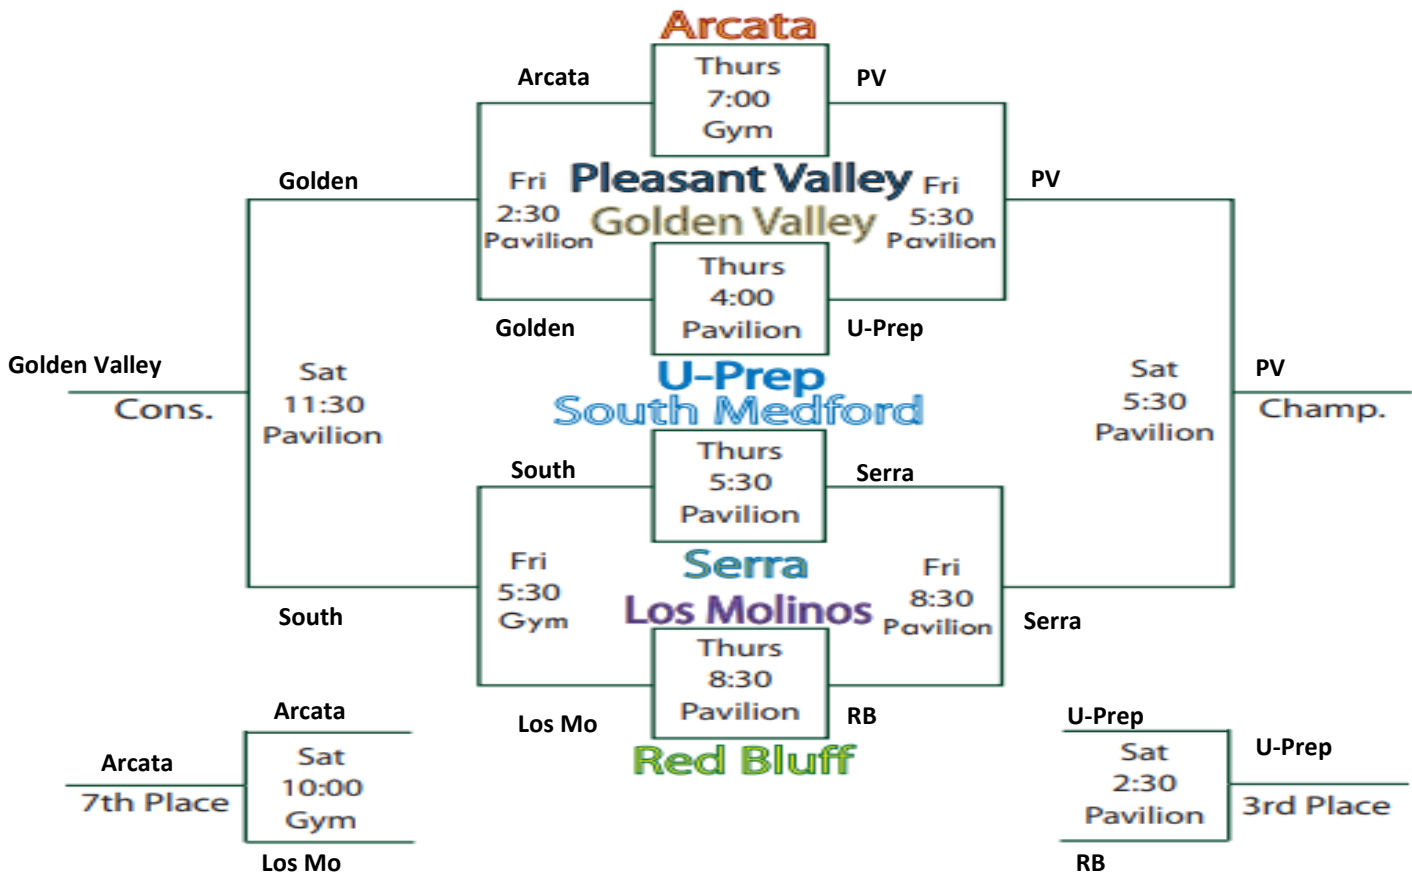 Arcata
Arcata
Thurs
7:00
Gym
PV
Golden
Fri
2:30
Pavilion
Pleasant Valley
Golden Valley
Fri
5:30
Pavilion
PV
Thurs
4:00
Pavilion
Golden
U-Prep
Golden Valley
Cons.
Sat
11:30
Pavilion
U-Prep
South Medford
Sat
5:30
Pavilion
PV
Champ.
South
Thurs
5:30
Pavilion
Serra
Fri
5:30
Gym
Serra
Los Molinos
Fri
8:30
Pavilion
South
Serra
Thurs
8:30
Pavilion
Los Mo
RB
Red Bluff
Arcata
Arcata
7th Place
Sat
10:00
Gym
Los Mo
U-Prep
Sat
2:30
Pavilion
U-Prep
3rd Place
RB